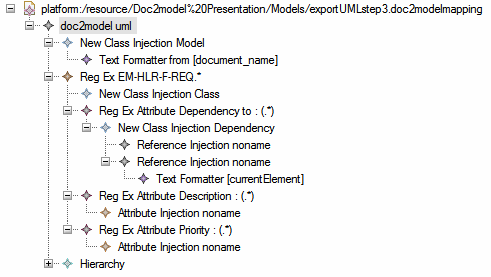 platform:/resource/Doc2model%20Presentation/Models/exportUMLstep3.doc2modelmapping
doc2model uml
New Class Injection Model
Text Formatter from [document_name]
Reg Ex EM-HLR-F-REQ.*
New Class Injection Class
Reg Ex Attribute Dependency to : (.*)
New Class Injection Dependency
Reference Injection noname
Reference Injection noname
Text Formatter [currentElement]
Reg Ex Attribute Description : (.*)
Attribute Injection noname
Reg Ex Attribute Priority : (.*)
Attribute Injection noname
Hierarchy